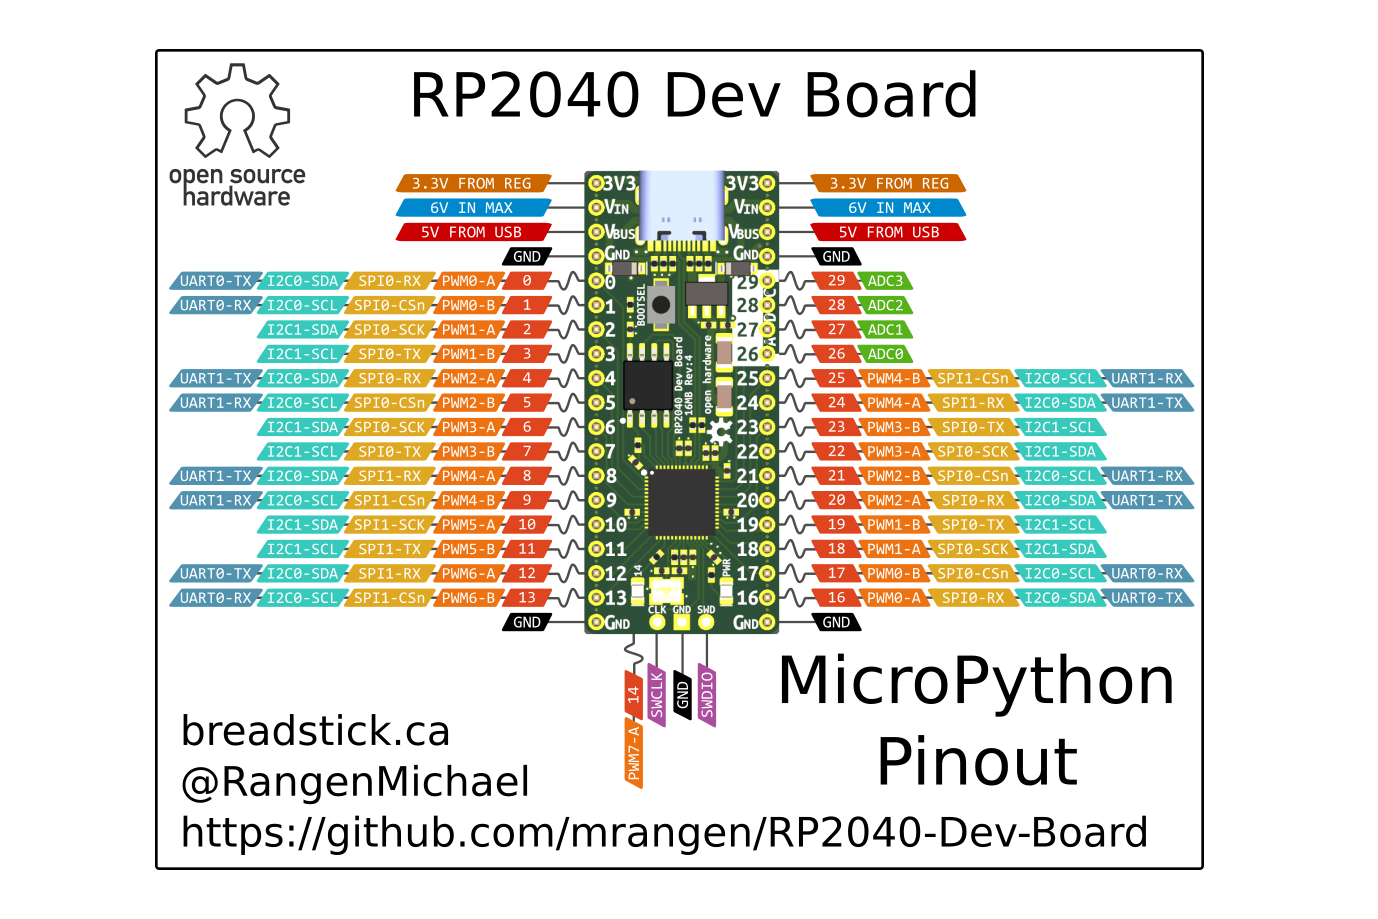 RP2040 Dev Board
open source
hardware
3.3V FROM REG 3V3 3V3 3.3V FROM REG
6V IN MAX VIN VIN 6V IN MAX
5V FROM USB VBUS VBUS 5V FROM USB
GND GND GND GND
UART0-TX I2C0-SDA SPI0-RX PWM0-A 0 0 29 29 ADC3
UART0-RX I2C0-SCL SPI0-CSn PWM0-B 1 1 28 28 ADC2
I2C1-SDA SPI0-SCK PWM1-A 2 2 27 27 ADC1
I2C1-SCL SPI0-TX PWM1-B 3 3 26 26 ADC0
UART1-TX I2C0-SDA SPI0-RX PWM2-A 4 4 25 25 PWM4-B SPI1-CSn I2C0-SCL UART1-RX
UART1-RX I2C0-SCL SPI0-CSn PWM2-B 5 5 24 24 PWM4-A SPI1-RX I2C0-SDA UART1-TX
I2C1-SDA SPI0-SCK PWM3-A 6 6 23 23 PWM3-B SPI0-TX I2C1-SCL
I2C1-SCL SPI0-TX PWM3-B 7 7 22 22 PWM3-A SPI0-SCK I2C1-SDA
UART1-TX I2C0-SDA SPI1-RX PWM4-A 8 8 21 21 PWM2-B SPI0-CSn I2C0-SCL UART1-RX
UART1-RX I2C0-SCL SPI1-CSn PWM4-B 9 9 20 20 PWM2-A SPI0-RX I2C0-SDA UART1-TX
I2C1-SDA SPI1-SCK PWM5-A 10 10 19 19 PWM1-B SPI0-TX I2C1-SCL
I2C1-SCL SPI1-TX PWM5-B 11 11 18 18 PWM1-A SPI0-SCK I2C1-SDA
UART0-TX I2C0-SDA SPI1-RX PWM6-A 12 12 17 17 PWM0-B SPI0-CSn I2C0-SCL UART0-RX
UART0-RX I2C0-SCL SPI1-CSn PWM6-B 13 13 16 16 PWM0-A SPI0-RX I2C0-SDA UART0-TX
GND GND GND GND
BOOTSEL
RP2040 Dev Board
16MB Rev:4
open hardware
14
PWR
CLK GND SWD
14 SWCLK GND SWDIO
PWM7-A
MicroPython
Pinout
breadstick.ca
@RangenMichael
https://github.com/mrangen/RP2040-Dev-Board